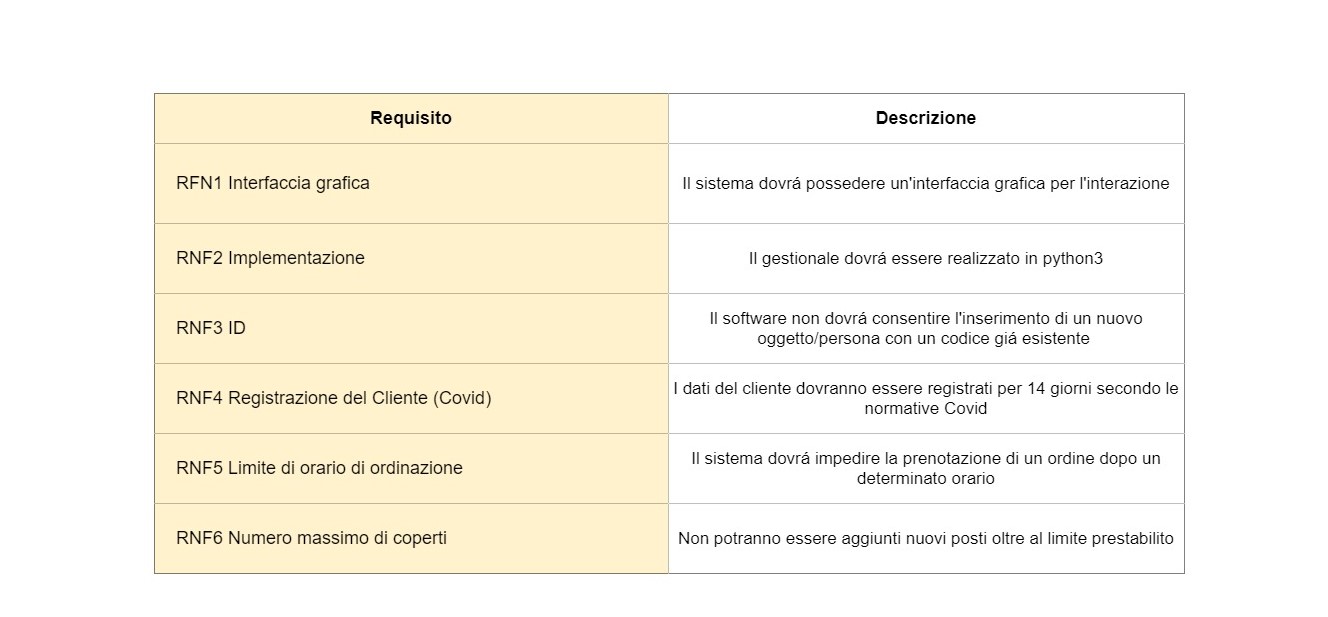 Requisito
Descrizione
RFN1 Interfaccia grafica
Il sistema dovrá possedere un'interfaccia grafica per l'interazione
RNF2 Implementazione
Il gestionale dovrá essere realizzato in python3
RNF3 ID
Il software non dovrá consentire l'inserimento di un nuovo
oggetto/persona con un codice giá esistente
RNF4 Registrazione del Cliente (Covid)
I dati del cliente dovranno essere registrati per 14 giorni secondo le
normative Covid
RNF5 Limite di orario di ordinazione
Il sistema dovrá impedire la prenotazione di un ordine dopo un
determinato orario
RNF6 Numero massimo di coperti
Non potranno essere aggiunti nuovi posti oltre al limite prestabilito